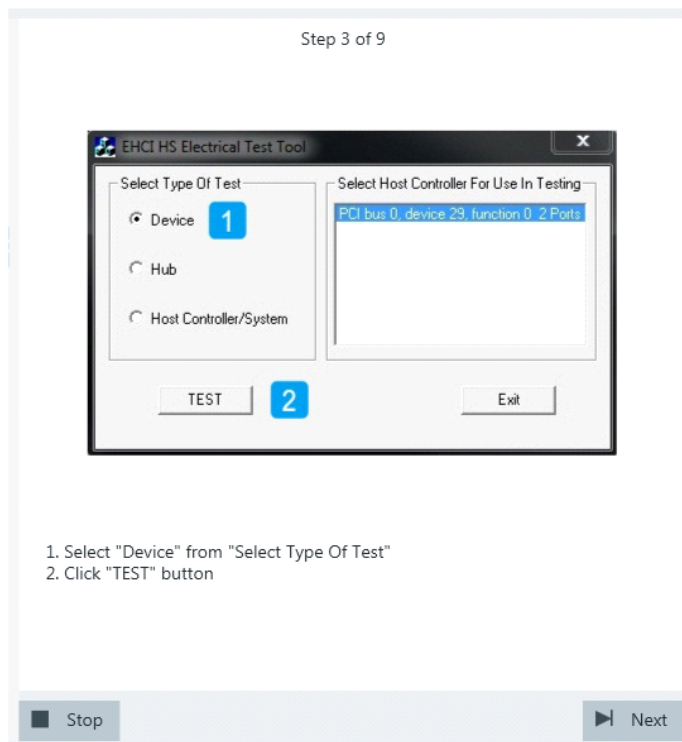 Step 3 of 9
EHCI HS Electrical Test Tool
x
Select Type Of Test
Select Host Controller For Use In Testing
Device
1
PCI bus 0, device 29, function 0 2 Ports
Hub
Host Controller/System
TEST
2
Exit
1. Select "Device" from "Select Type Of Test"
2. Click "TEST" button
Stop
Next